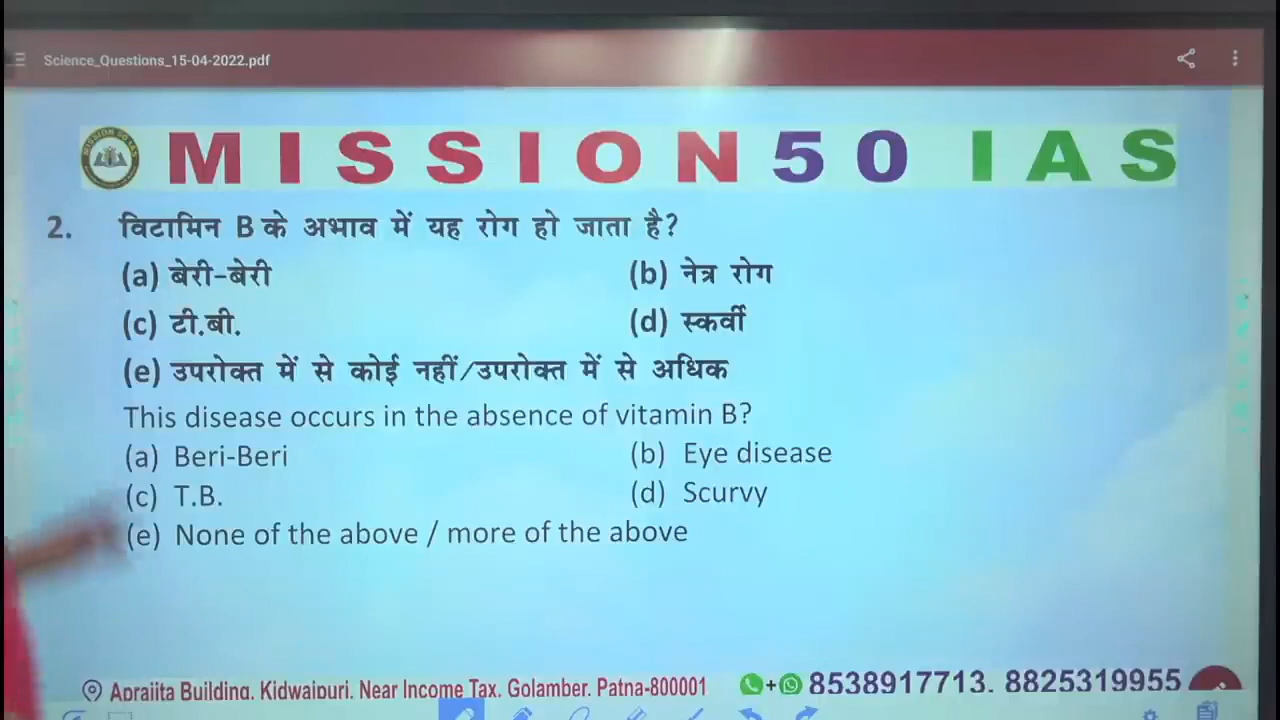 Science_Questions_15-04-2022.pdf
MISSION 50 IAS
2. विटामिन B के अभाव में यह रोग हो जाता है?
(a) बेरी-बेरी (b) नेत्र रोग
(c) टी.बी. (d) स्कर्वी
(e) उपरोक्त में से कोई नहीं/उपरोक्त में से अधिक
This disease occurs in the absence of vitamin B?
(a) Beri-Beri (b) Eye disease
(c) T.B. (d) Scurvy
(e) None of the above / more of the above
Aprajita Building, Kidwaipuri, Near Income Tax, Golamber, Patna-800001 + 8538917713, 8825319955